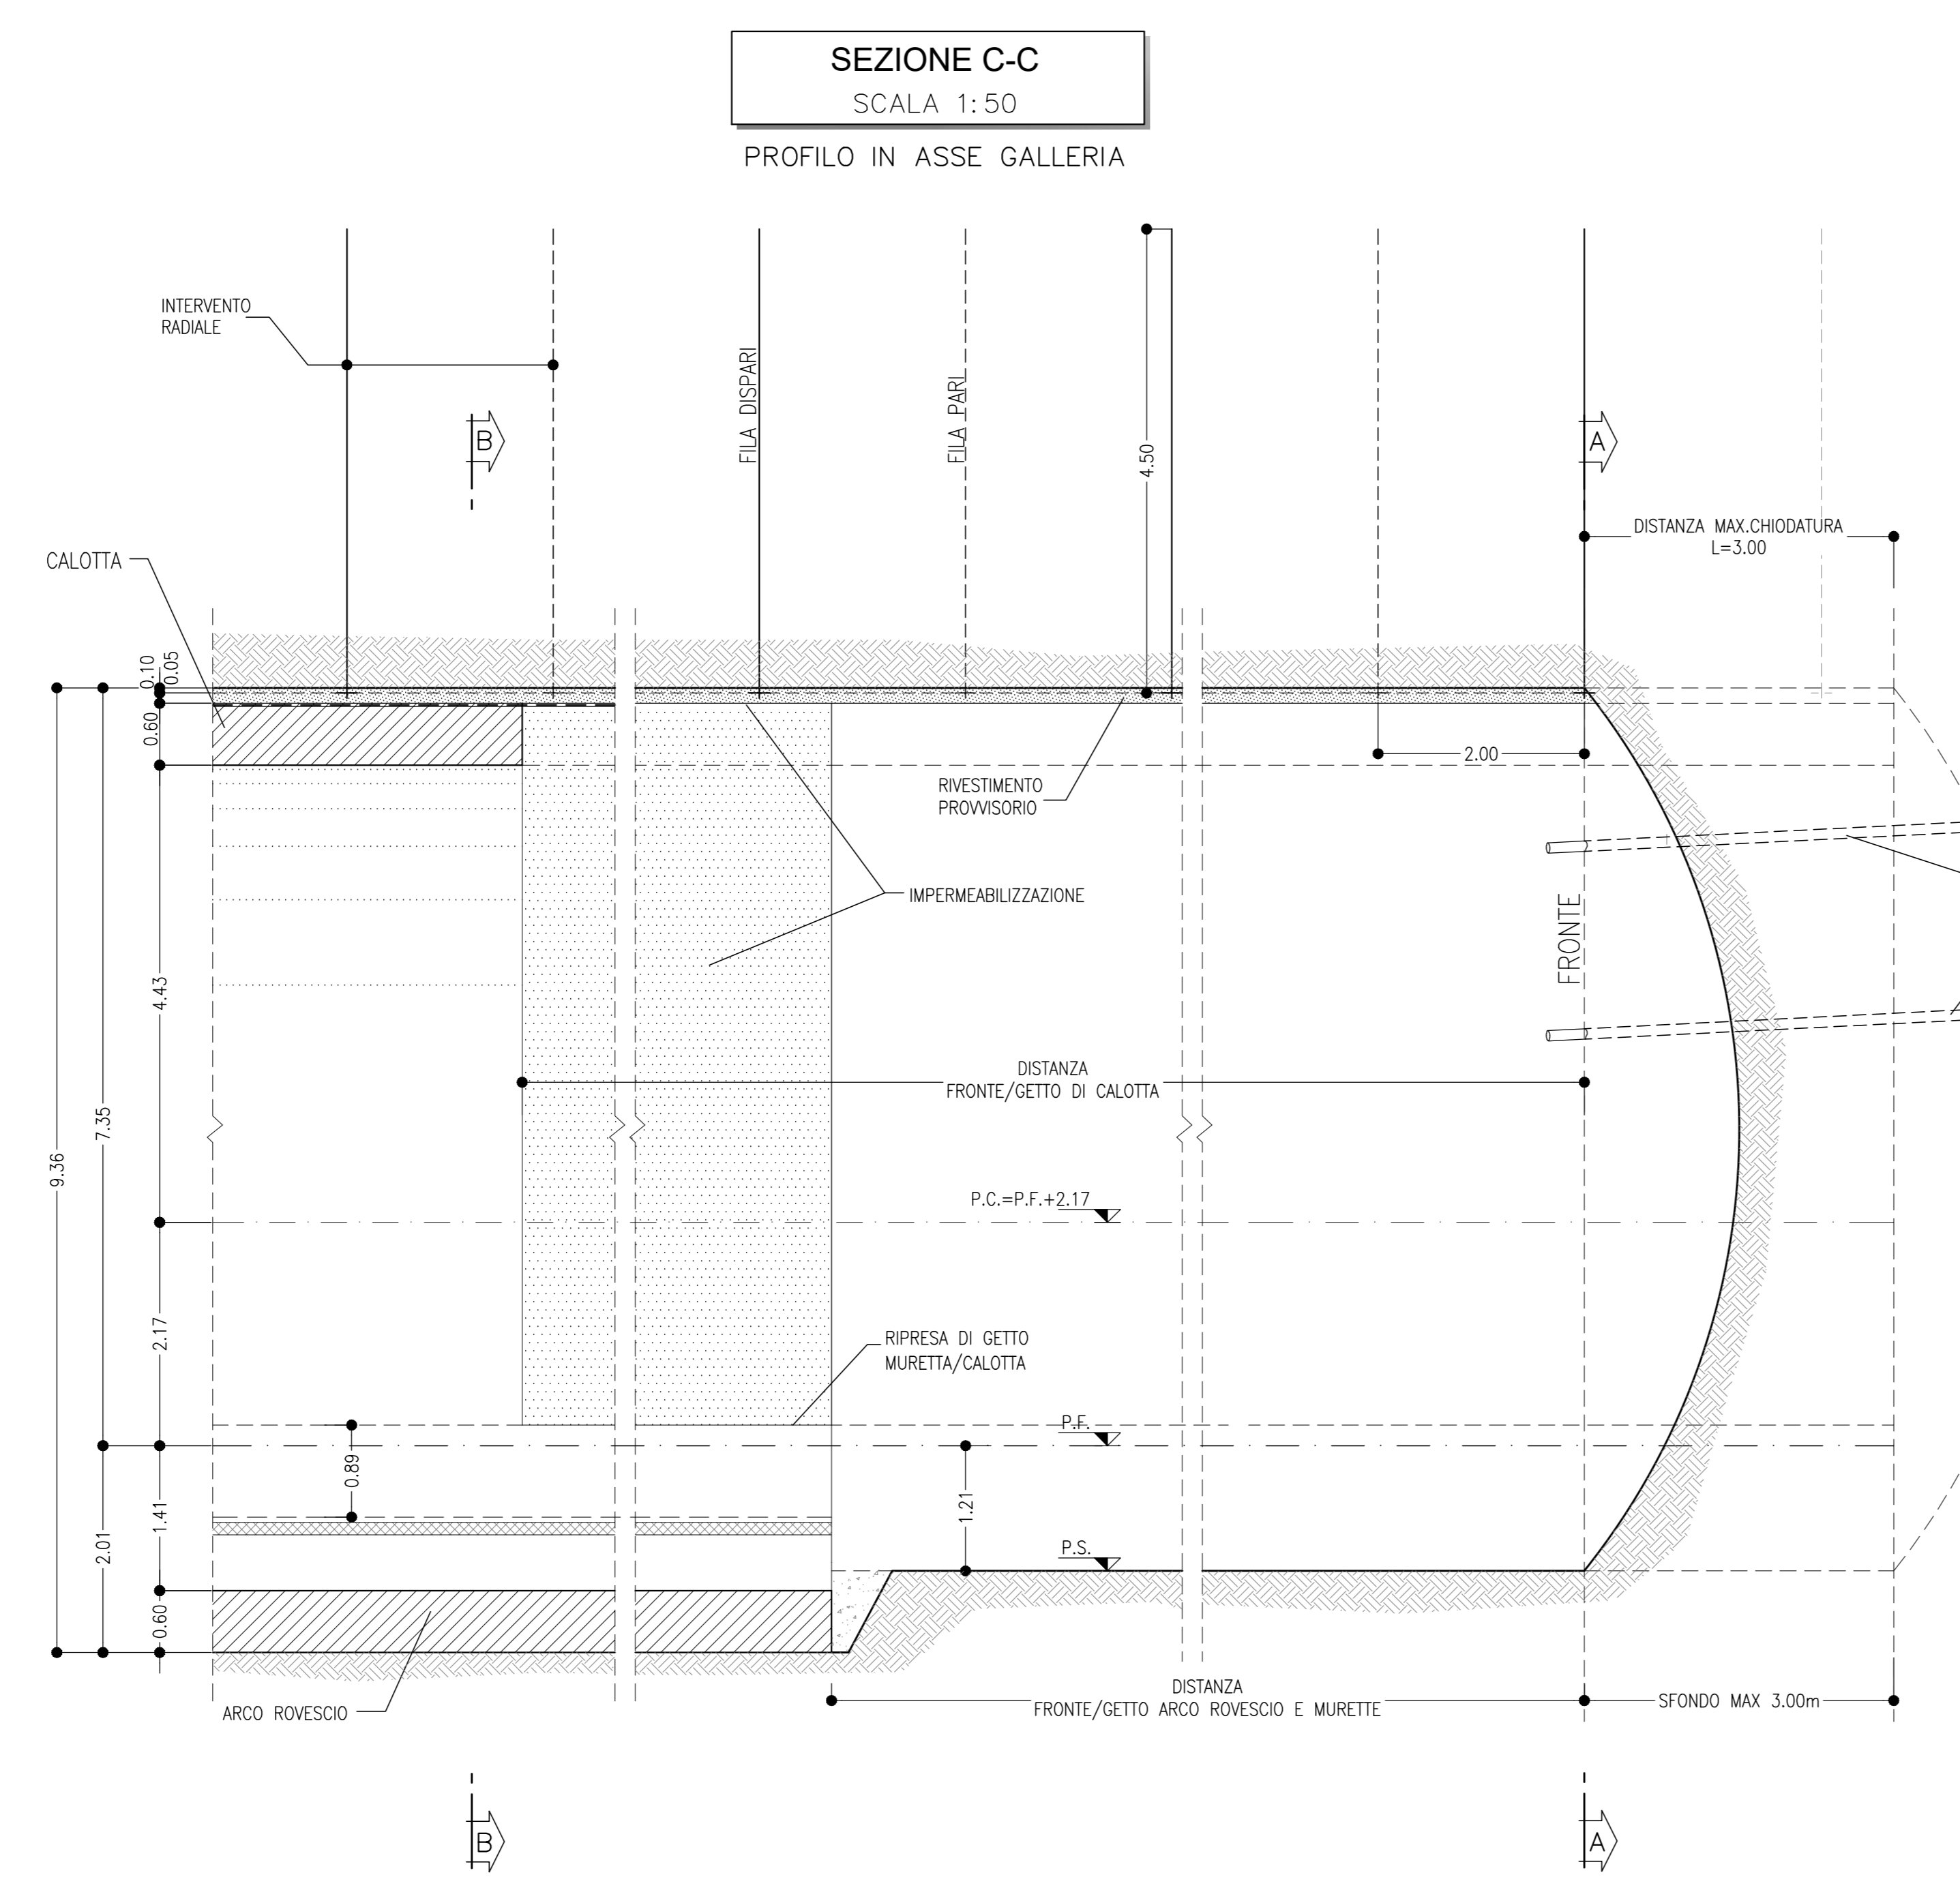 SEZIONE C-C
SCALA 1:50
PROFILO IN ASSE GALLERIA
INTERVENTO
RADIALE
FILA DISPARI
FILA PARI
4.50
B
A
DISTANZA MAX.CHIODATURA
L=3.00
CALOTTA
0.10
0.05
0.60
2.00
RIVESTIMENTO
PROVVISORIO
IMPERMEABILIZZAZIONE
FRONTE
4.43
DISTANZA
FRONTE/GETTO DI CALOTTA
7.35
9.36
P.C.=P.F.+2.17
2.17
RIPRESA DI GETTO
MURETTA/CALOTTA
P.F.
0.89
1.41
1.21
2.01
P.S.
0.60
ARCO ROVESCIO
DISTANZA
FRONTE/GETTO ARCO ROVESCIO E MURETTE
SFONDO MAX 3.00m
B
A